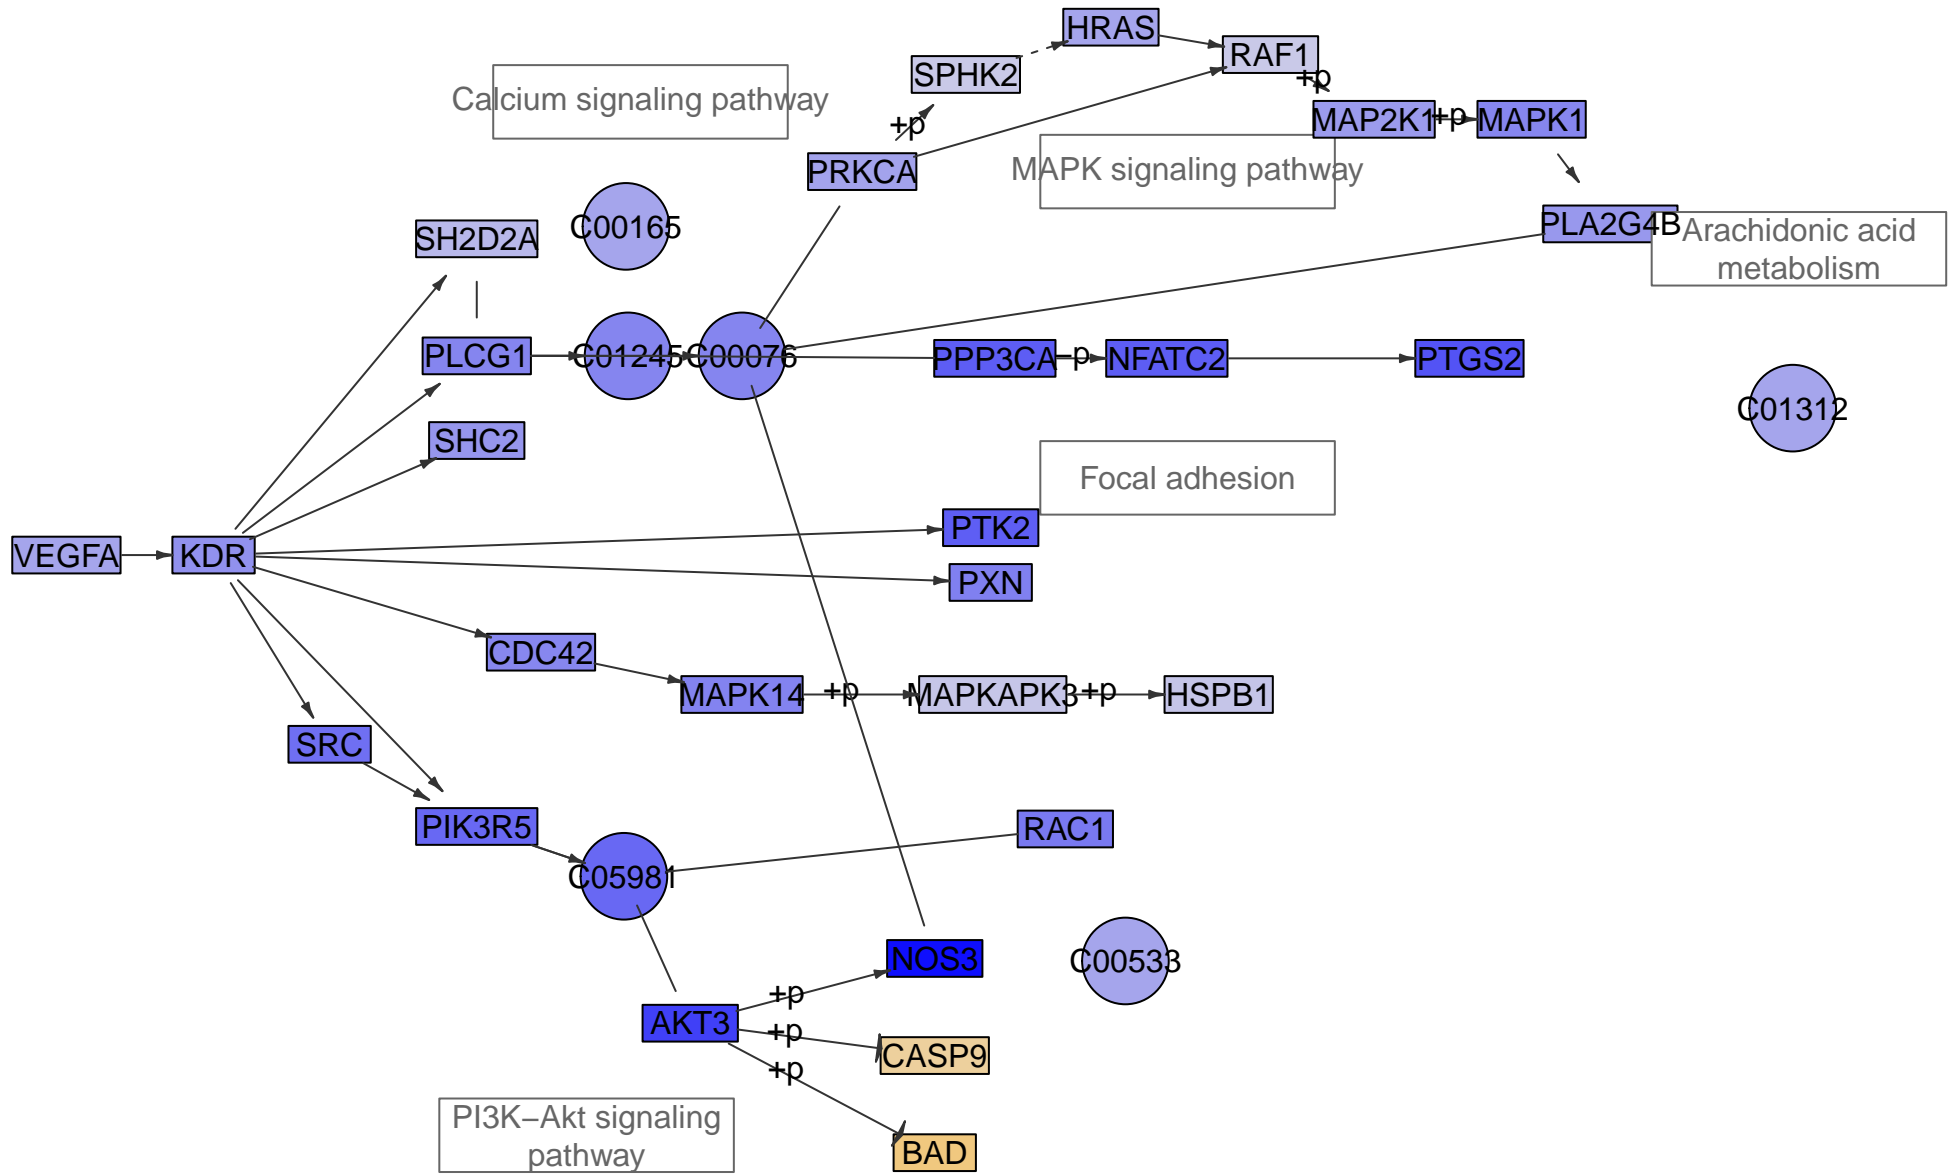 HRAS
RAF1
SPHK2
+p
Calcium signaling pathway
MAP2K1
+p
MAPK1
+p
PRKCA
MAPK signaling pathway
C00165
SH2D2A
PLA2G4B
Arachidonic acid
metabolism
PLCG1
C01245
C00076
PPP3CA
−p
NFATC2
PTGS2
C01312
SHC2
Focal adhesion
PTK2
VEGFA
KDR
PXN
CDC42
MAPK14
+p
MAPKAPK3
+p
HSPB1
SRC
PIK3R5
RAC1
C05981
NOS3
C00533
+p
AKT3
+p
CASP9
+p
PI3K−Akt signaling
pathway
BAD